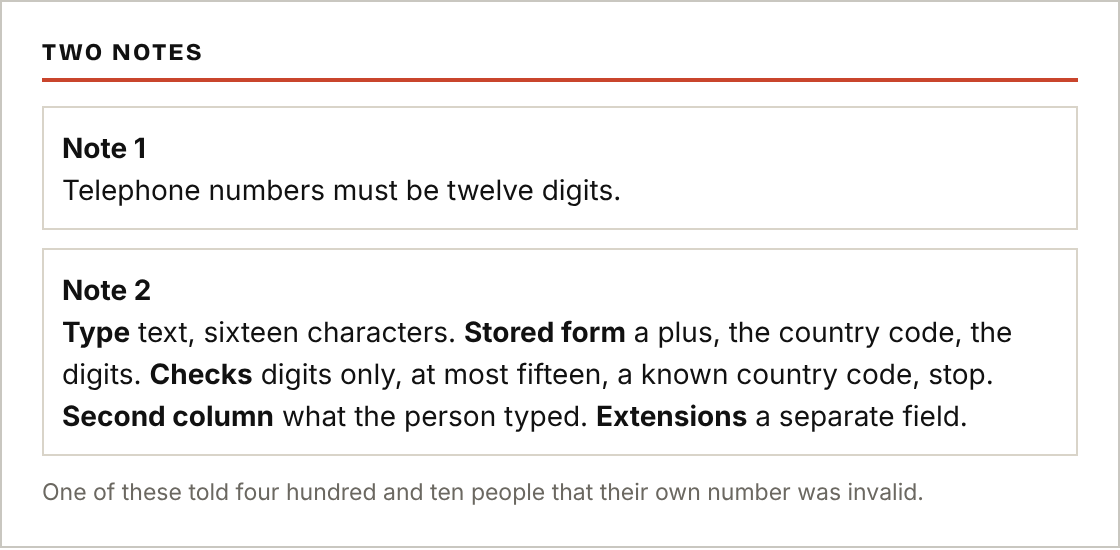 TWO NOTES
Note 1
Telephone numbers must be twelve digits.
Note 2
Type text, sixteen characters. Stored form a plus, the country code, the
digits. Checks digits only, at most fifteen, a known country code, stop.
Second column what the person typed. Extensions a separate field.
One of these told four hundred and ten people that their own number was invalid.